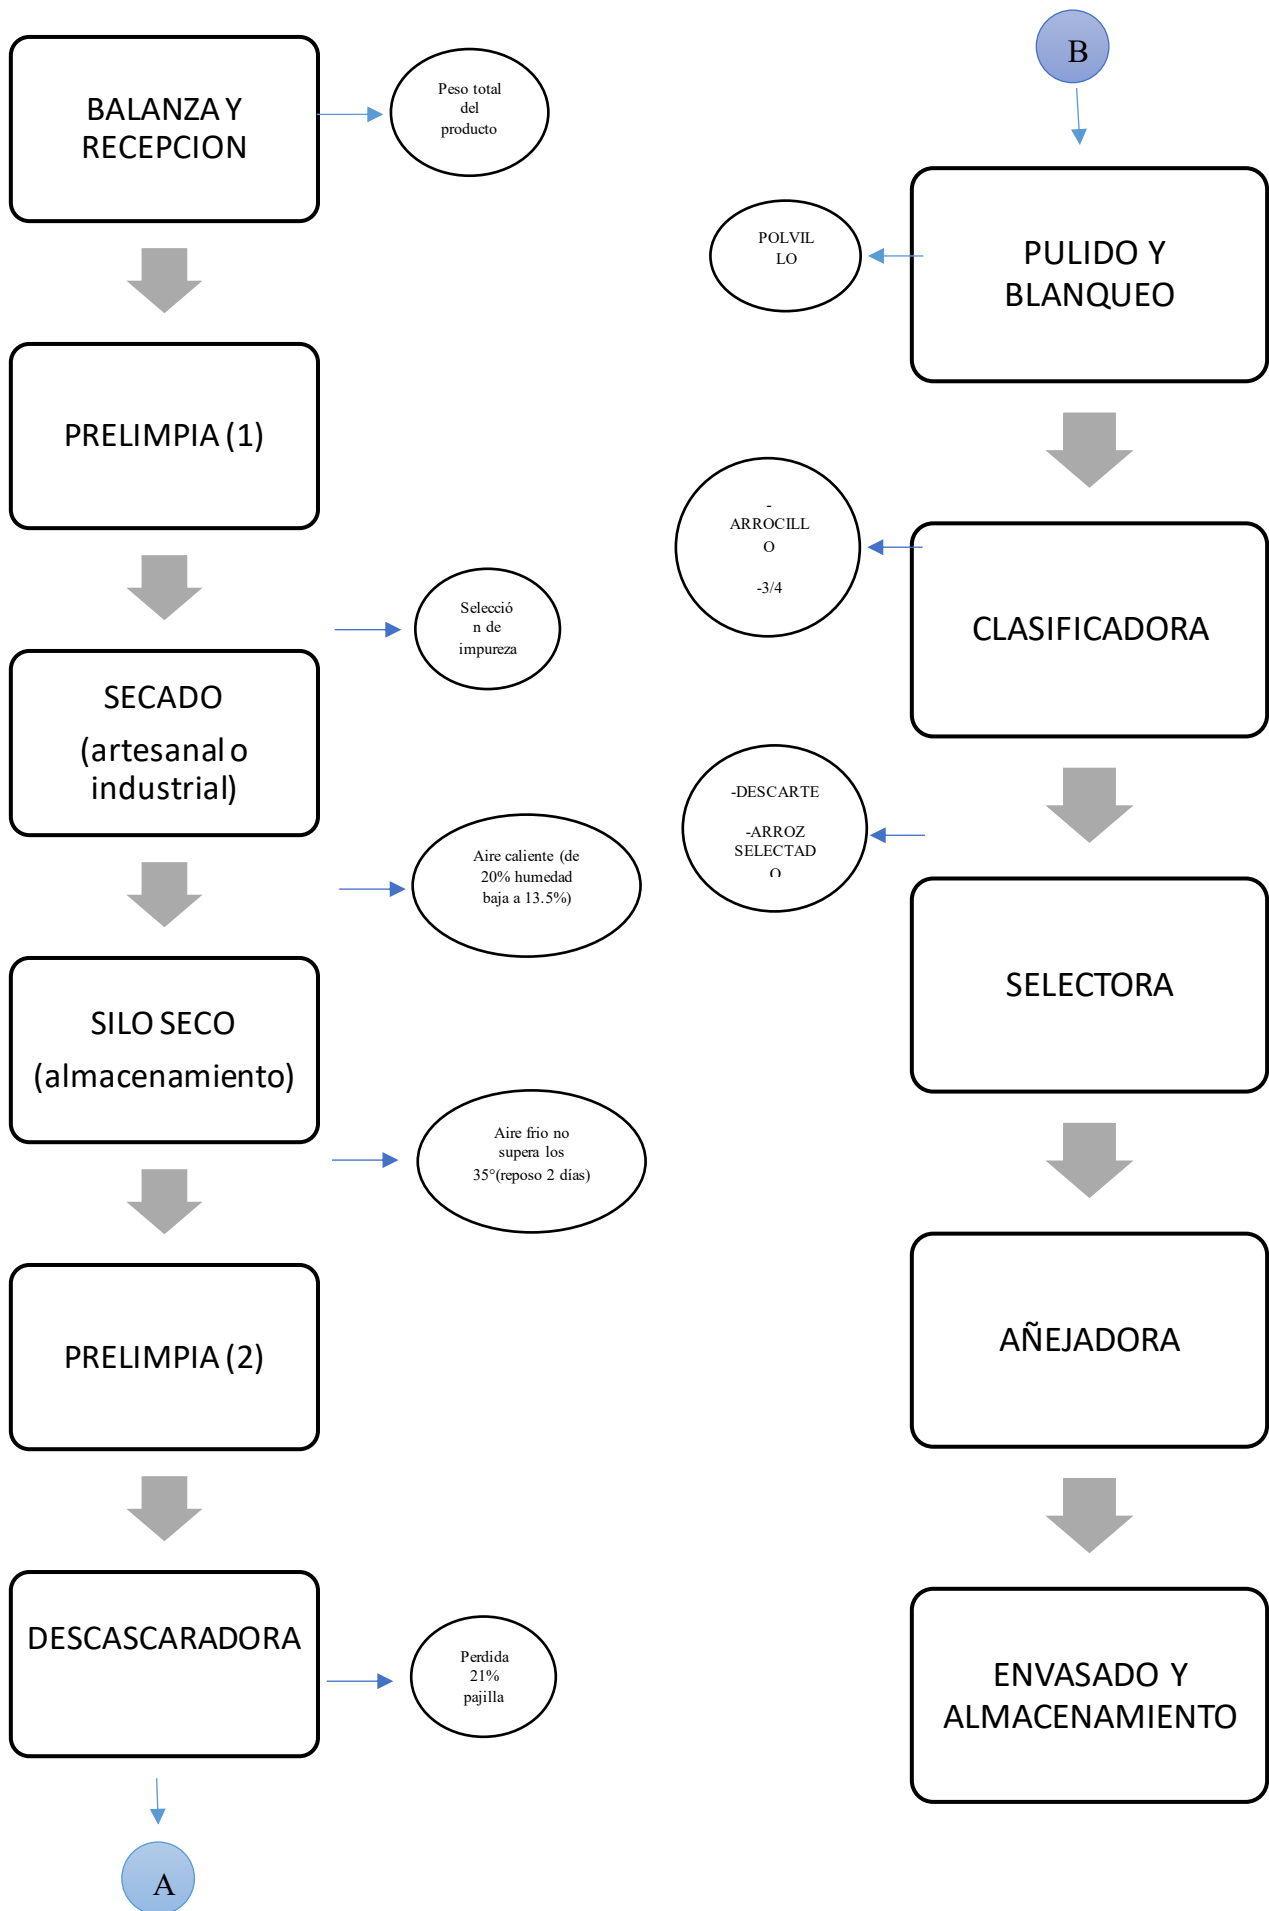 BALANZA Y
RECEPCION
Peso total
del
producto
PRELIMPIA (1)
Selecció
n de
impureza
SECADO
(artesanal o
industrial)
Aire caliente (de
20% humedad
baja a 13.5%)
SILO SECO
(almacenamiento)
Aire frio no
supera los
35°(reposo 2 días)
PRELIMPIA (2)
DESCASCARADORA
Perdida
21%
pajilla
A
B
PULIDO Y
BLANQUEO
POLVIL
LO
-
ARROCILL
O
-3/4
CLASIFICADORA
-DESCARTE
-ARROZ
SELECTAD
O
SELECTORA
AÑEJADORA
ENVASADO Y
ALMACENAMIENTO